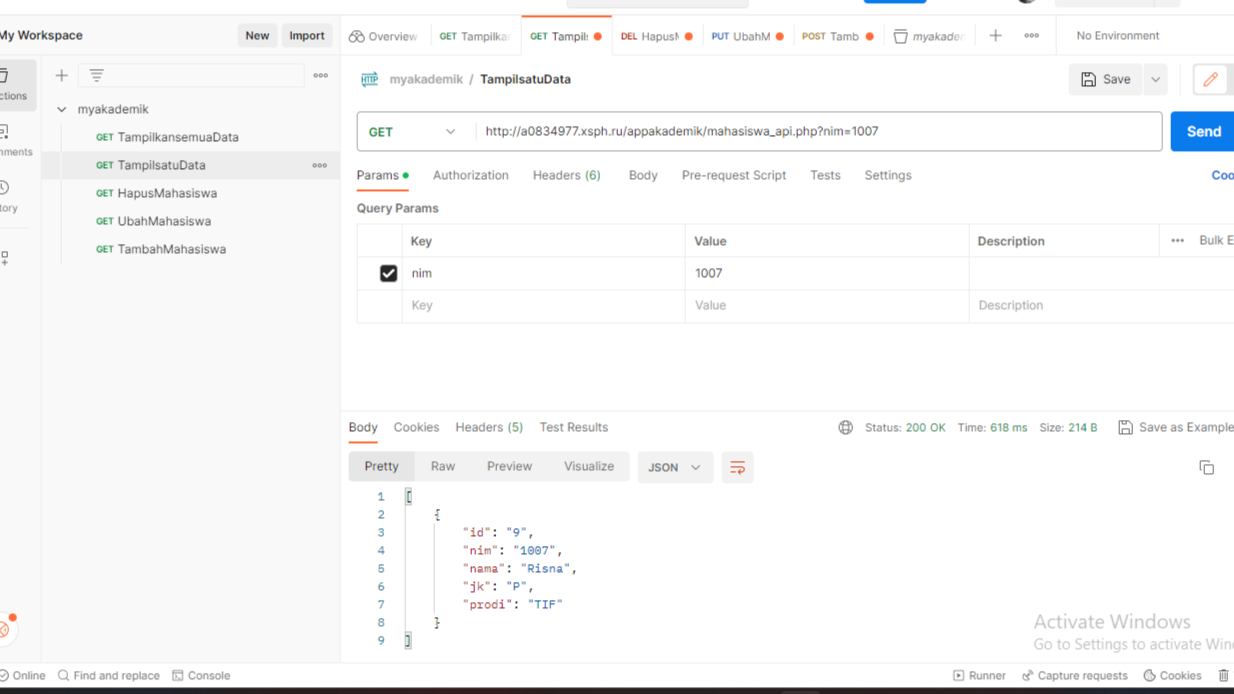 My Workspace
New
Import
Overview
GET Tampilkan
GET Tampils
DEL HapusM
PUT UbahM
POST Tamb
myakadem
No Environment
ctions
nments
tory
myakademik
GET TampilkansemuaData
GET TampilsatuData
GET HapusMahasiswa
GET UbahMahasiswa
GET TambahMahasiswa
HTTP myakademik / TampilsatuData
Save
GET
http://a0834977.xsph.ru/appakademik/mahasiswa_api.php?nim=1007
Send
Params Authorization Headers (6) Body Pre-request Script Tests Settings Coo
Query Params
Key Value Description Bulk E
nim 1007
Key Value Description
Body Cookies Headers (5) Test Results Status: 200 OK Time: 618 ms Size: 214 B Save as Example
Pretty Raw Preview Visualize JSON
1 [
2 {
3 "id": "9",
4 "nim": "1007",
5 "nama": "Risna",
6 "jk": "P",
7 "prodi": "TIF"
8 }
9 ]
Activate Windows
Go to Settings to activate Win
Online Find and replace Console Runner Capture requests Cookies